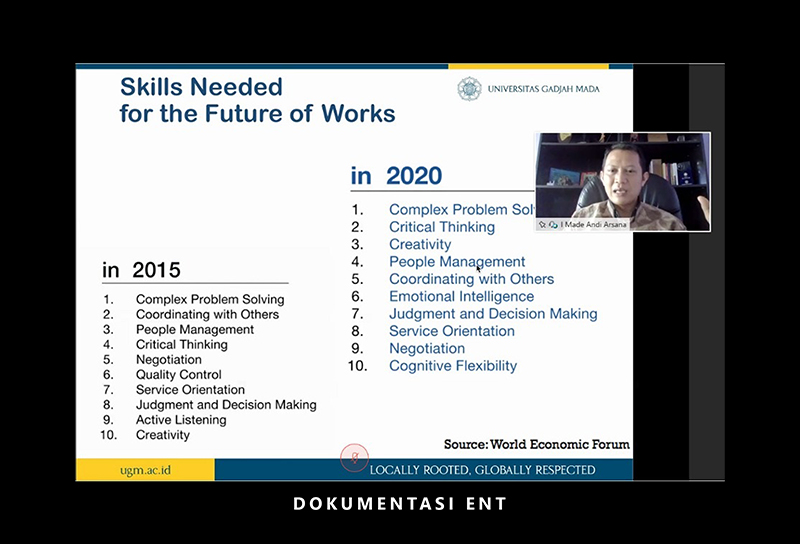 Skills Needed
for the Future of Works
UNIVERSITAS GADJAH MADA
in 2020
1. Complex Problem Sol
2. Critical Thinking
3. Creativity
4. People Management
5. Coordinating with Others
6. Emotional Intelligence
7. Judgment and Decision Making
8. Service Orientation
9. Negotiation
10. Cognitive Flexibility
I Made Andi Arsana
in 2015
1. Complex Problem Solving
2. Coordinating with Others
3. People Management
4. Critical Thinking
5. Negotiation
6. Quality Control
7. Service Orientation
8. Judgment and Decision Making
9. Active Listening
10. Creativity
Source: World Economic Forum
ugm.ac.id
LOCALLY ROOTED, GLOBALLY RESPECTED
DOKUMENTASI ENT